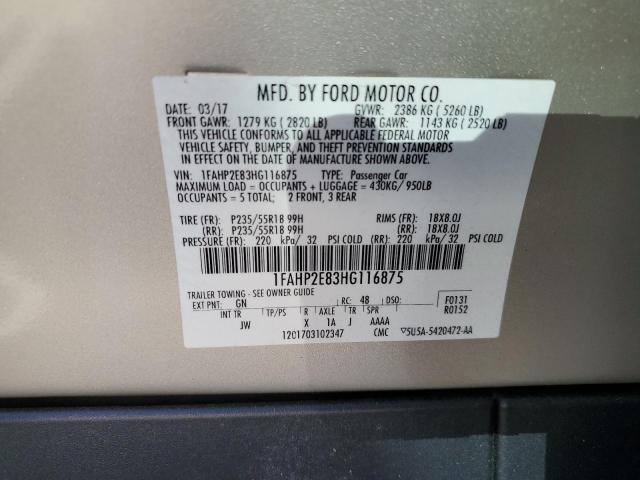 MFD. BY FORD MOTOR CO.
DATE: 03/17 GVWR: 2386 KG ( 5260 LB)
FRONT GAWR: 1279 KG ( 2820 LB) REAR GAWR: 1143 KG ( 2520 LB)
THIS VEHICLE CONFORMS TO ALL APPLICABLE FEDERAL MOTOR
VEHICLE SAFETY, BUMPER, AND THEFT PREVENTION STANDARDS
IN EFFECT ON THE DATE OF MANUFACTURE SHOWN ABOVE.
VIN: 1FAHP2E83HG116875 TYPE: Passenger Car
MAXIMUM LOAD = OCCUPANTS + LUGGAGE = 430KG/ 950LB
OCCUPANTS = 5 TOTAL: 2 FRONT, 3 REAR
TIRE (FR): P235/55R18 99H RIMS (FR): 18X8.0J
(RR): P235/55R18 99H (RR): 18X8.0J
PRESSURE (FR): 220 kPa/ 32 PSI COLD (RR): 220 kPa/ 32 PSI COLD
1FAHP2E83HG116875
TRAILER TOWING - SEE OWNER GUIDE
EXT PNT: GN RC: 48 DSO: F0131
INT TR TP/PS R AXLE TR SPR R0152
JW X 1A J AAAA
1201703102347 CMC ▽5U5A-5420472-AA